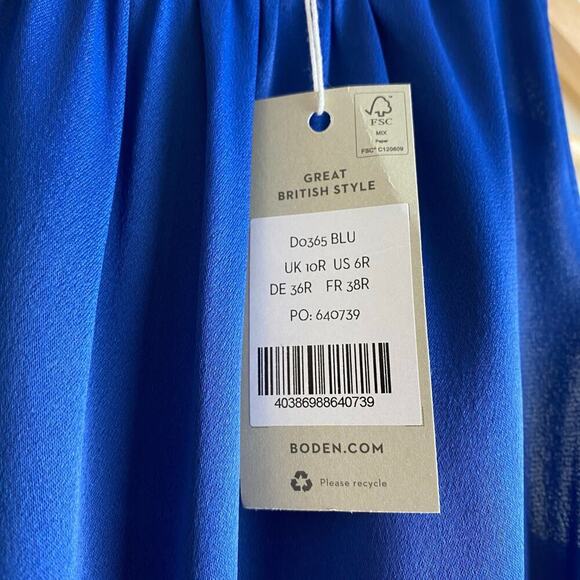 FSC™
MIX
Paper
FSC® C120609
GREAT
BRITISH STYLE
D0365 BLU
UK 10R US 6R
DE 36R FR 38R
PO: 640739
40386988640739
BODEN.COM
Please recycle